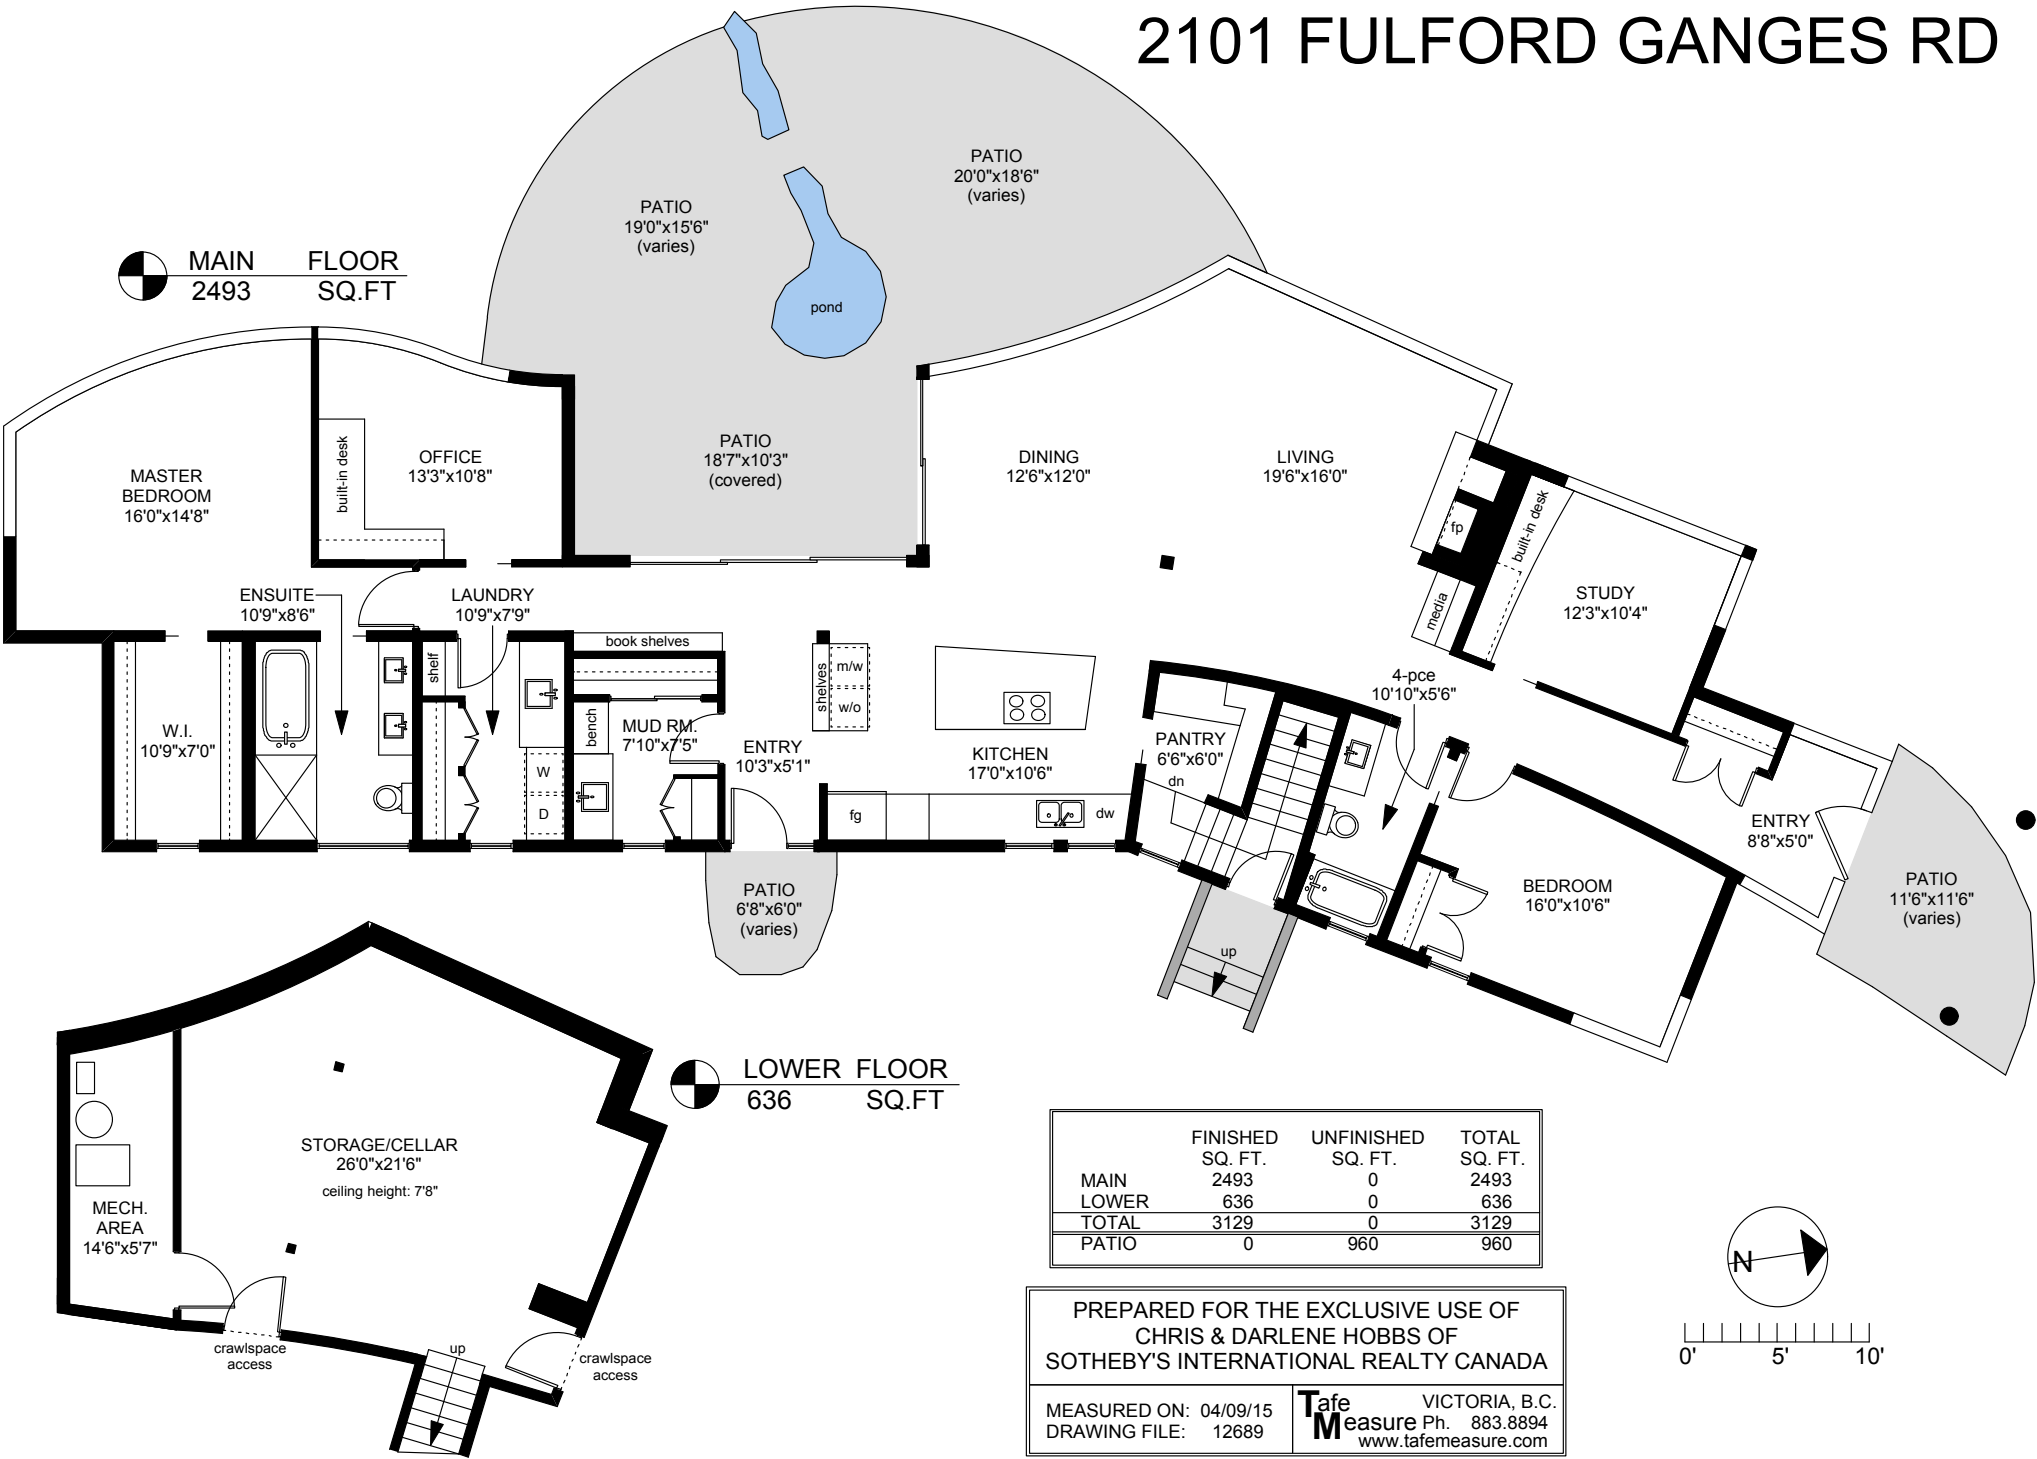 2101 FULFORD GANGES RD
PATIO
20'0"x18'6"
(varies)
PATIO
19'0"x15'6"
(varies)
MAIN FLOOR
2493 SQ.FT
pond
PATIO
18'7"x10'3"
(covered)
MASTER
BEDROOM
16'0"x14'8"
built-in desk
OFFICE
13'3"x10'8"
DINING
12'6"x12'0"
LIVING
19'6"x16'0"
fp
built-in desk
media
STUDY
12'3"x10'4"
ENSUITE
10'9"x8'6"
LAUNDRY
10'9"x7'9"
book shelves
shelf
shelves
m/w
w/o
4-pce
10'10"x5'6"
W.I.
10'9"x7'0"
bench
MUD RM.
7'10"x7'5"
ENTRY
10'3"x5'1"
KITCHEN
17'0"x10'6"
PANTRY
6'6"x6'0"
dn
W
D
fg
dw
ENTRY
8'8"x5'0"
PATIO
6'8"x6'0"
(varies)
BEDROOM
16'0"x10'6"
PATIO
11'6"x11'6"
(varies)
up
LOWER FLOOR
636 SQ.FT
STORAGE/CELLAR
26'0"x21'6"
ceiling height: 7'8"
MECH.
AREA
14'6"x5'7"
crawlspace
access
up
crawlspace
access
FINISHED UNFINISHED TOTAL
SQ. FT. SQ. FT. SQ. FT.
MAIN 2493 0 2493
LOWER 636 0 636
TOTAL 3129 0 3129
PATIO 0 960 960
N
0' 5' 10'
PREPARED FOR THE EXCLUSIVE USE OF
CHRIS & DARLENE HOBBS OF
SOTHEBY'S INTERNATIONAL REALTY CANADA
MEASURED ON: 04/09/15
DRAWING FILE: 12689
Tafe Measure
VICTORIA, B.C.
Ph. 883.8894
www.tafemeasure.com